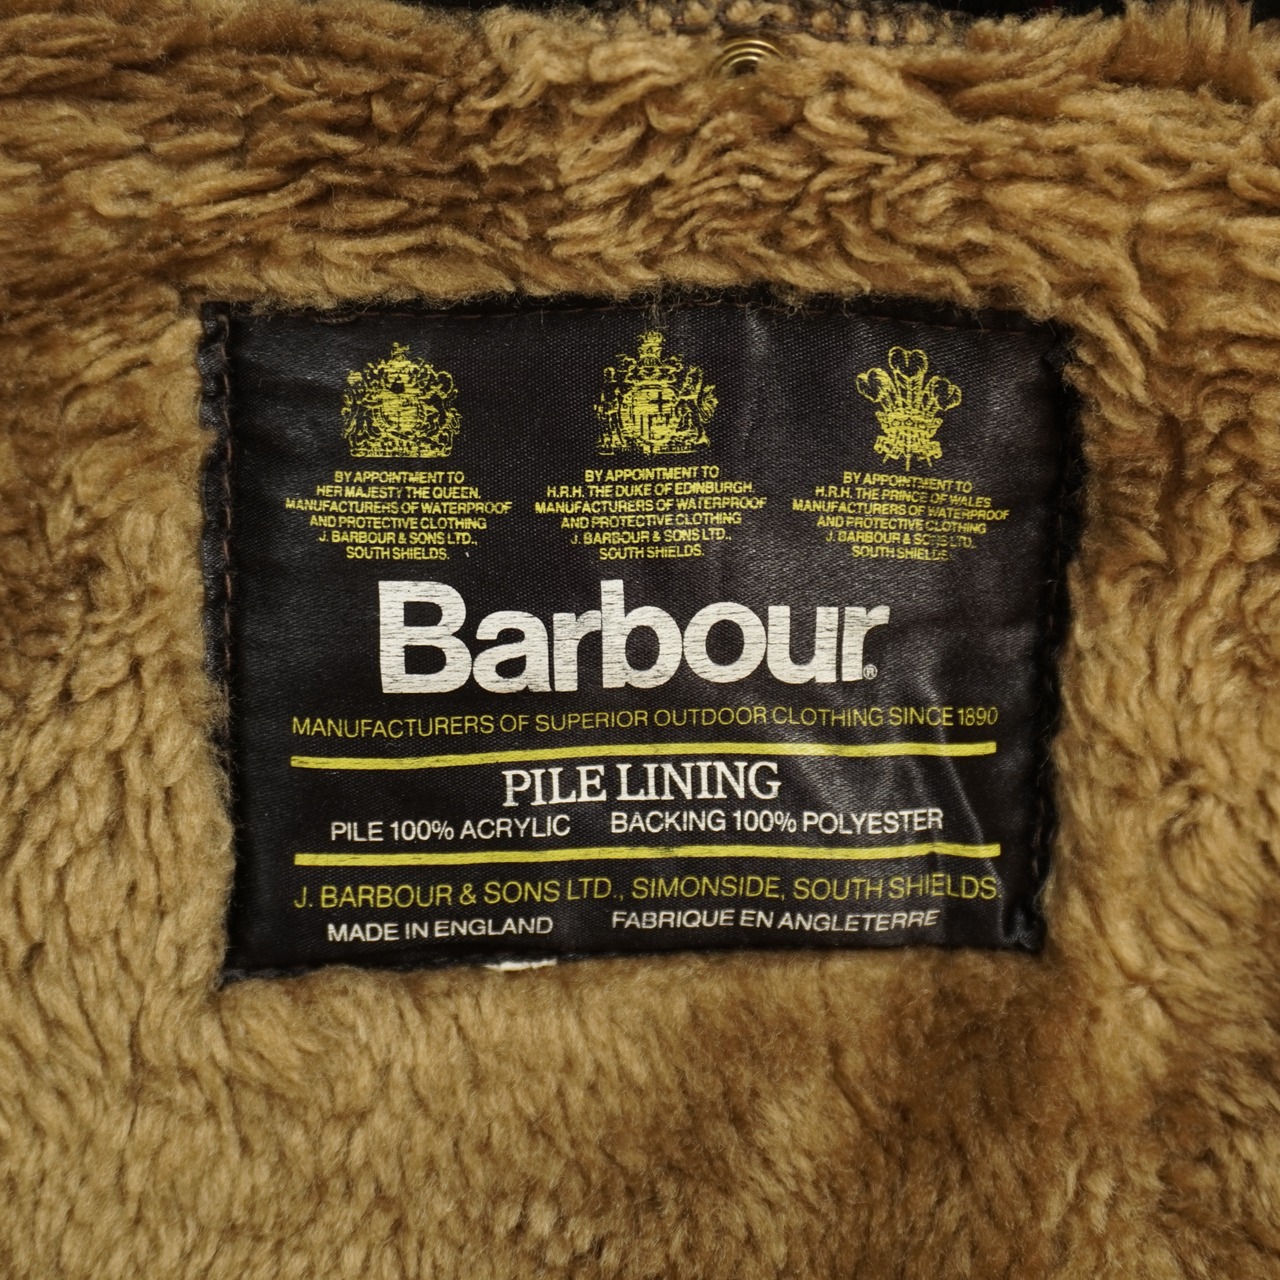 BY APPOINTMENT TO
HER MAJESTY THE QUEEN.
MANUFACTURERS OF WATERPROOF
AND PROTECTIVE CLOTHING
J. BARBOUR & SONS LTD.,
SOUTH SHIELDS.
BY APPOINTMENT TO
H.R.H. THE DUKE OF EDINBURGH.
MANUFACTURERS OF WATERPROOF
AND PROTECTIVE CLOTHING
J. BARBOUR & SONS LTD.,
SOUTH SHIELDS.
BY APPOINTMENT TO
H.R.H. THE PRINCE OF WALES
MANUFACTURERS OF WATERPROOF
AND PROTECTIVE CLOTHING
J. BARBOUR & SONS LTD.
SOUTH SHIELDS.
Barbour®
MANUFACTURERS OF SUPERIOR OUTDOOR CLOTHING SINCE 1890
PILE LINING
PILE 100% ACRYLIC BACKING 100% POLYESTER
J. BARBOUR & SONS LTD., SIMONSIDE, SOUTH SHIELDS.
MADE IN ENGLAND FABRIQUE EN ANGLETERRE